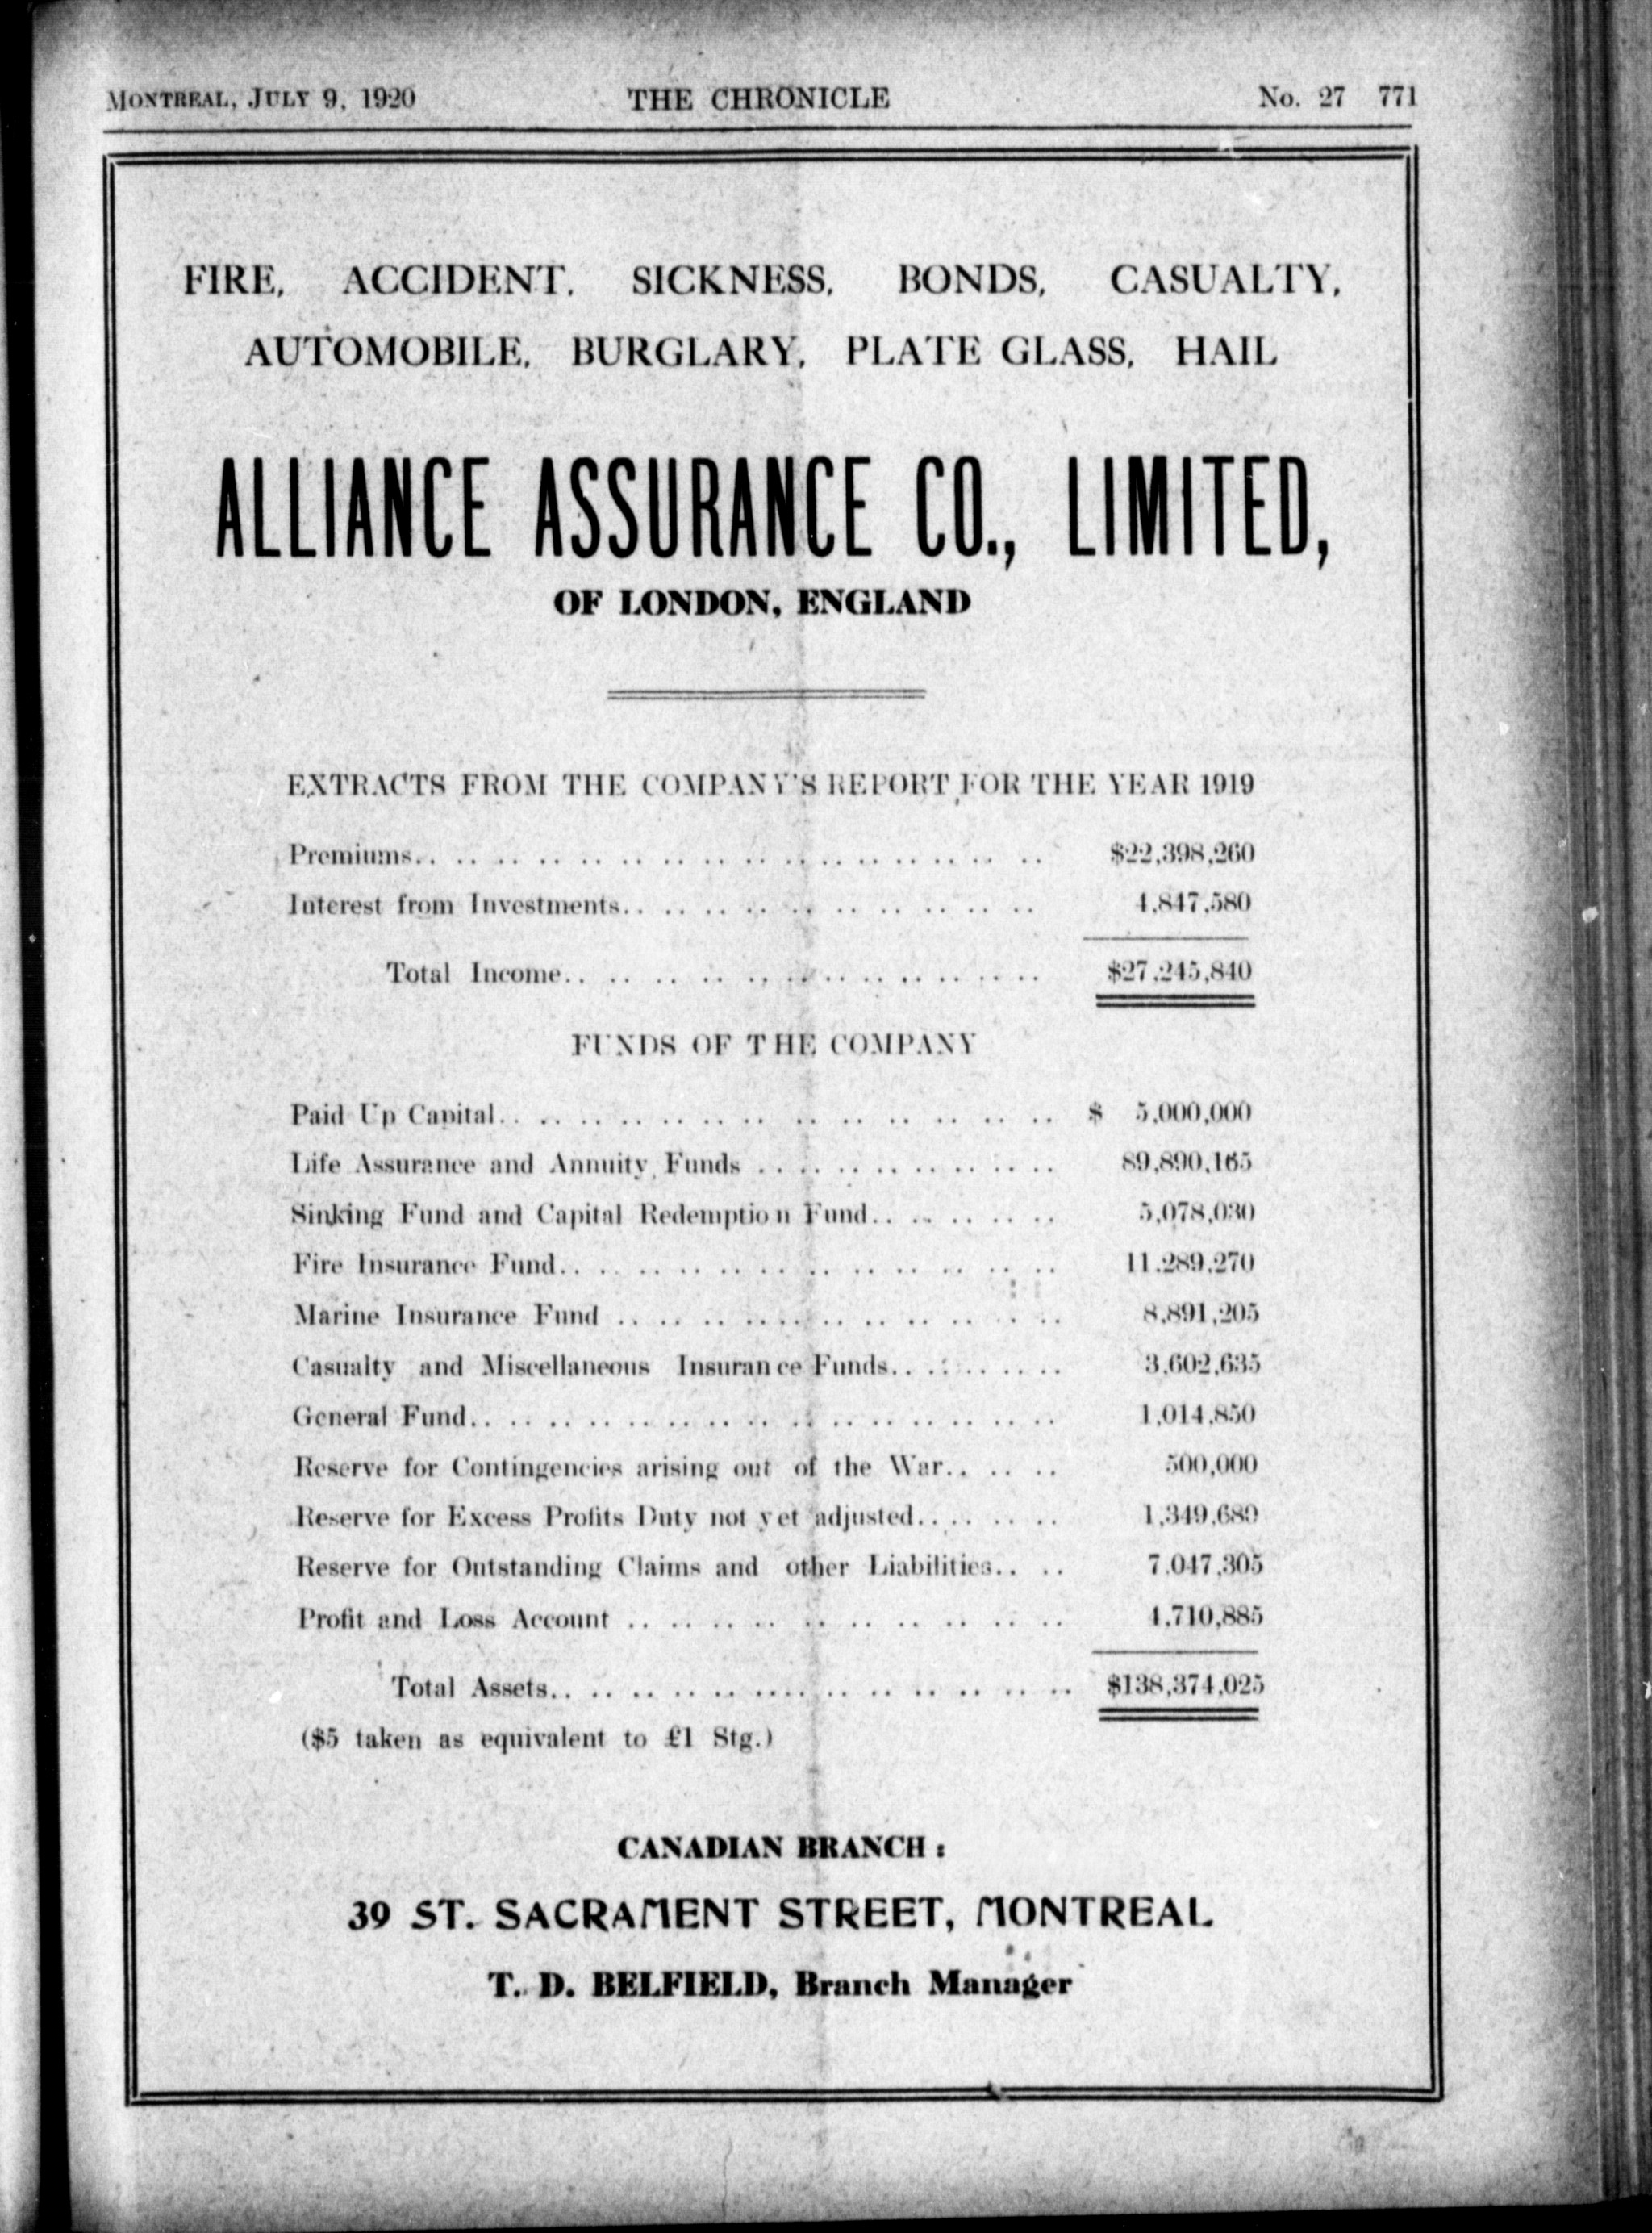 MONTREAL, JULY 9, 1920 THE CHRONICLE No. 27 771
FIRE, ACCIDENT, SICKNESS, BONDS, CASUALTY,
AUTOMOBILE, BURGLARY, PLATE GLASS, HAIL
ALLIANCE ASSURANCE CO., LIMITED,
OF LONDON, ENGLAND
EXTRACTS FROM THE COMPANY'S REPORT FOR THE YEAR 1919
Premiums.. .. .. .. .. .. .. .. .. .. .. .. .. .. .. $22,398,260
Interest from Investments.. .. .. .. .. .. .. .. .. .. 4,847,580
Total Income.. .. .. .. .. .. .. .. .. .. .. $27,245,840
FUNDS OF THE COMPANY
Paid Up Capital.. .. .. .. .. .. .. .. .. .. .. .. .. $ 5,000,000
Life Assurance and Annuity Funds .. .. .. .. .. .. .. 89,890,165
Sinking Fund and Capital Redemption Fund.. .. .. .. .. 5,078,030
Fire Insurance Fund.. .. .. .. .. .. .. .. .. .. .. .. 11,289,270
Marine Insurance Fund .. .. .. .. .. .. .. .. .. .. .. 8,891,205
Casualty and Miscellaneous Insurance Funds.. .. .. .. .. 3,602,635
General Fund.. .. .. .. .. .. .. .. .. .. .. .. .. .. 1,014,850
Reserve for Contingencies arising out of the War.. .. .. 500,000
Reserve for Excess Profits Duty not yet adjusted.. .. .. .. 1,349,680
Reserve for Outstanding Claims and other Liabilities.. .. 7,047,305
Profit and Loss Account .. .. .. .. .. .. .. .. .. .. 4,710,885
Total Assets.. .. .. .. .. .. .. .. .. .. .. .. $138,374,025
($5 taken as equivalent to £1 Stg.)
CANADIAN BRANCH:
39 ST. SACRAMENT STREET, MONTREAL
T. D. BELFIELD, Branch Manager